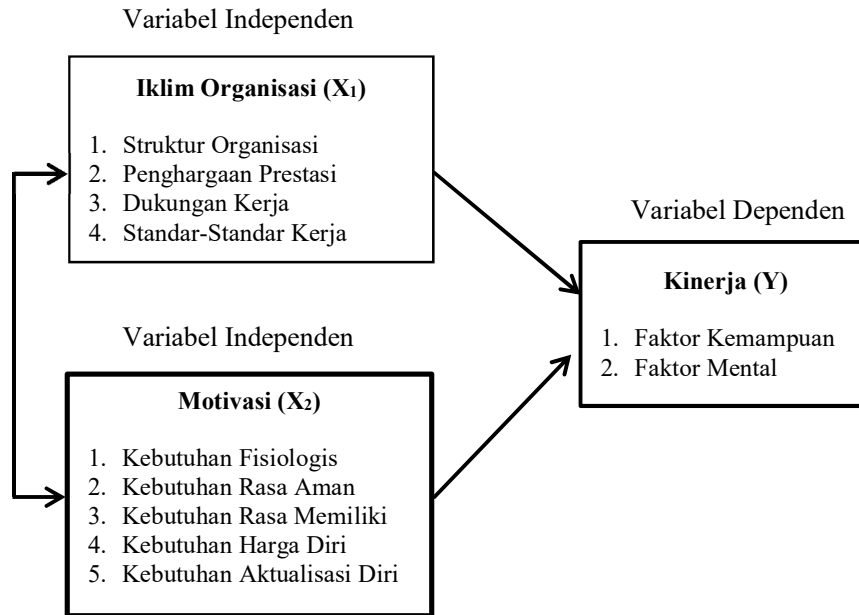 Variabel Independen
Iklim Organisasi (X₁)
1. Struktur Organisasi
2. Penghargaan Prestasi
3. Dukungan Kerja
4. Standar-Standar Kerja
Variabel Dependen
Kinerja (Y)
1. Faktor Kemampuan
2. Faktor Mental
Variabel Independen
Motivasi (X₂)
1. Kebutuhan Fisiologis
2. Kebutuhan Rasa Aman
3. Kebutuhan Rasa Memiliki
4. Kebutuhan Harga Diri
5. Kebutuhan Aktualisasi Diri